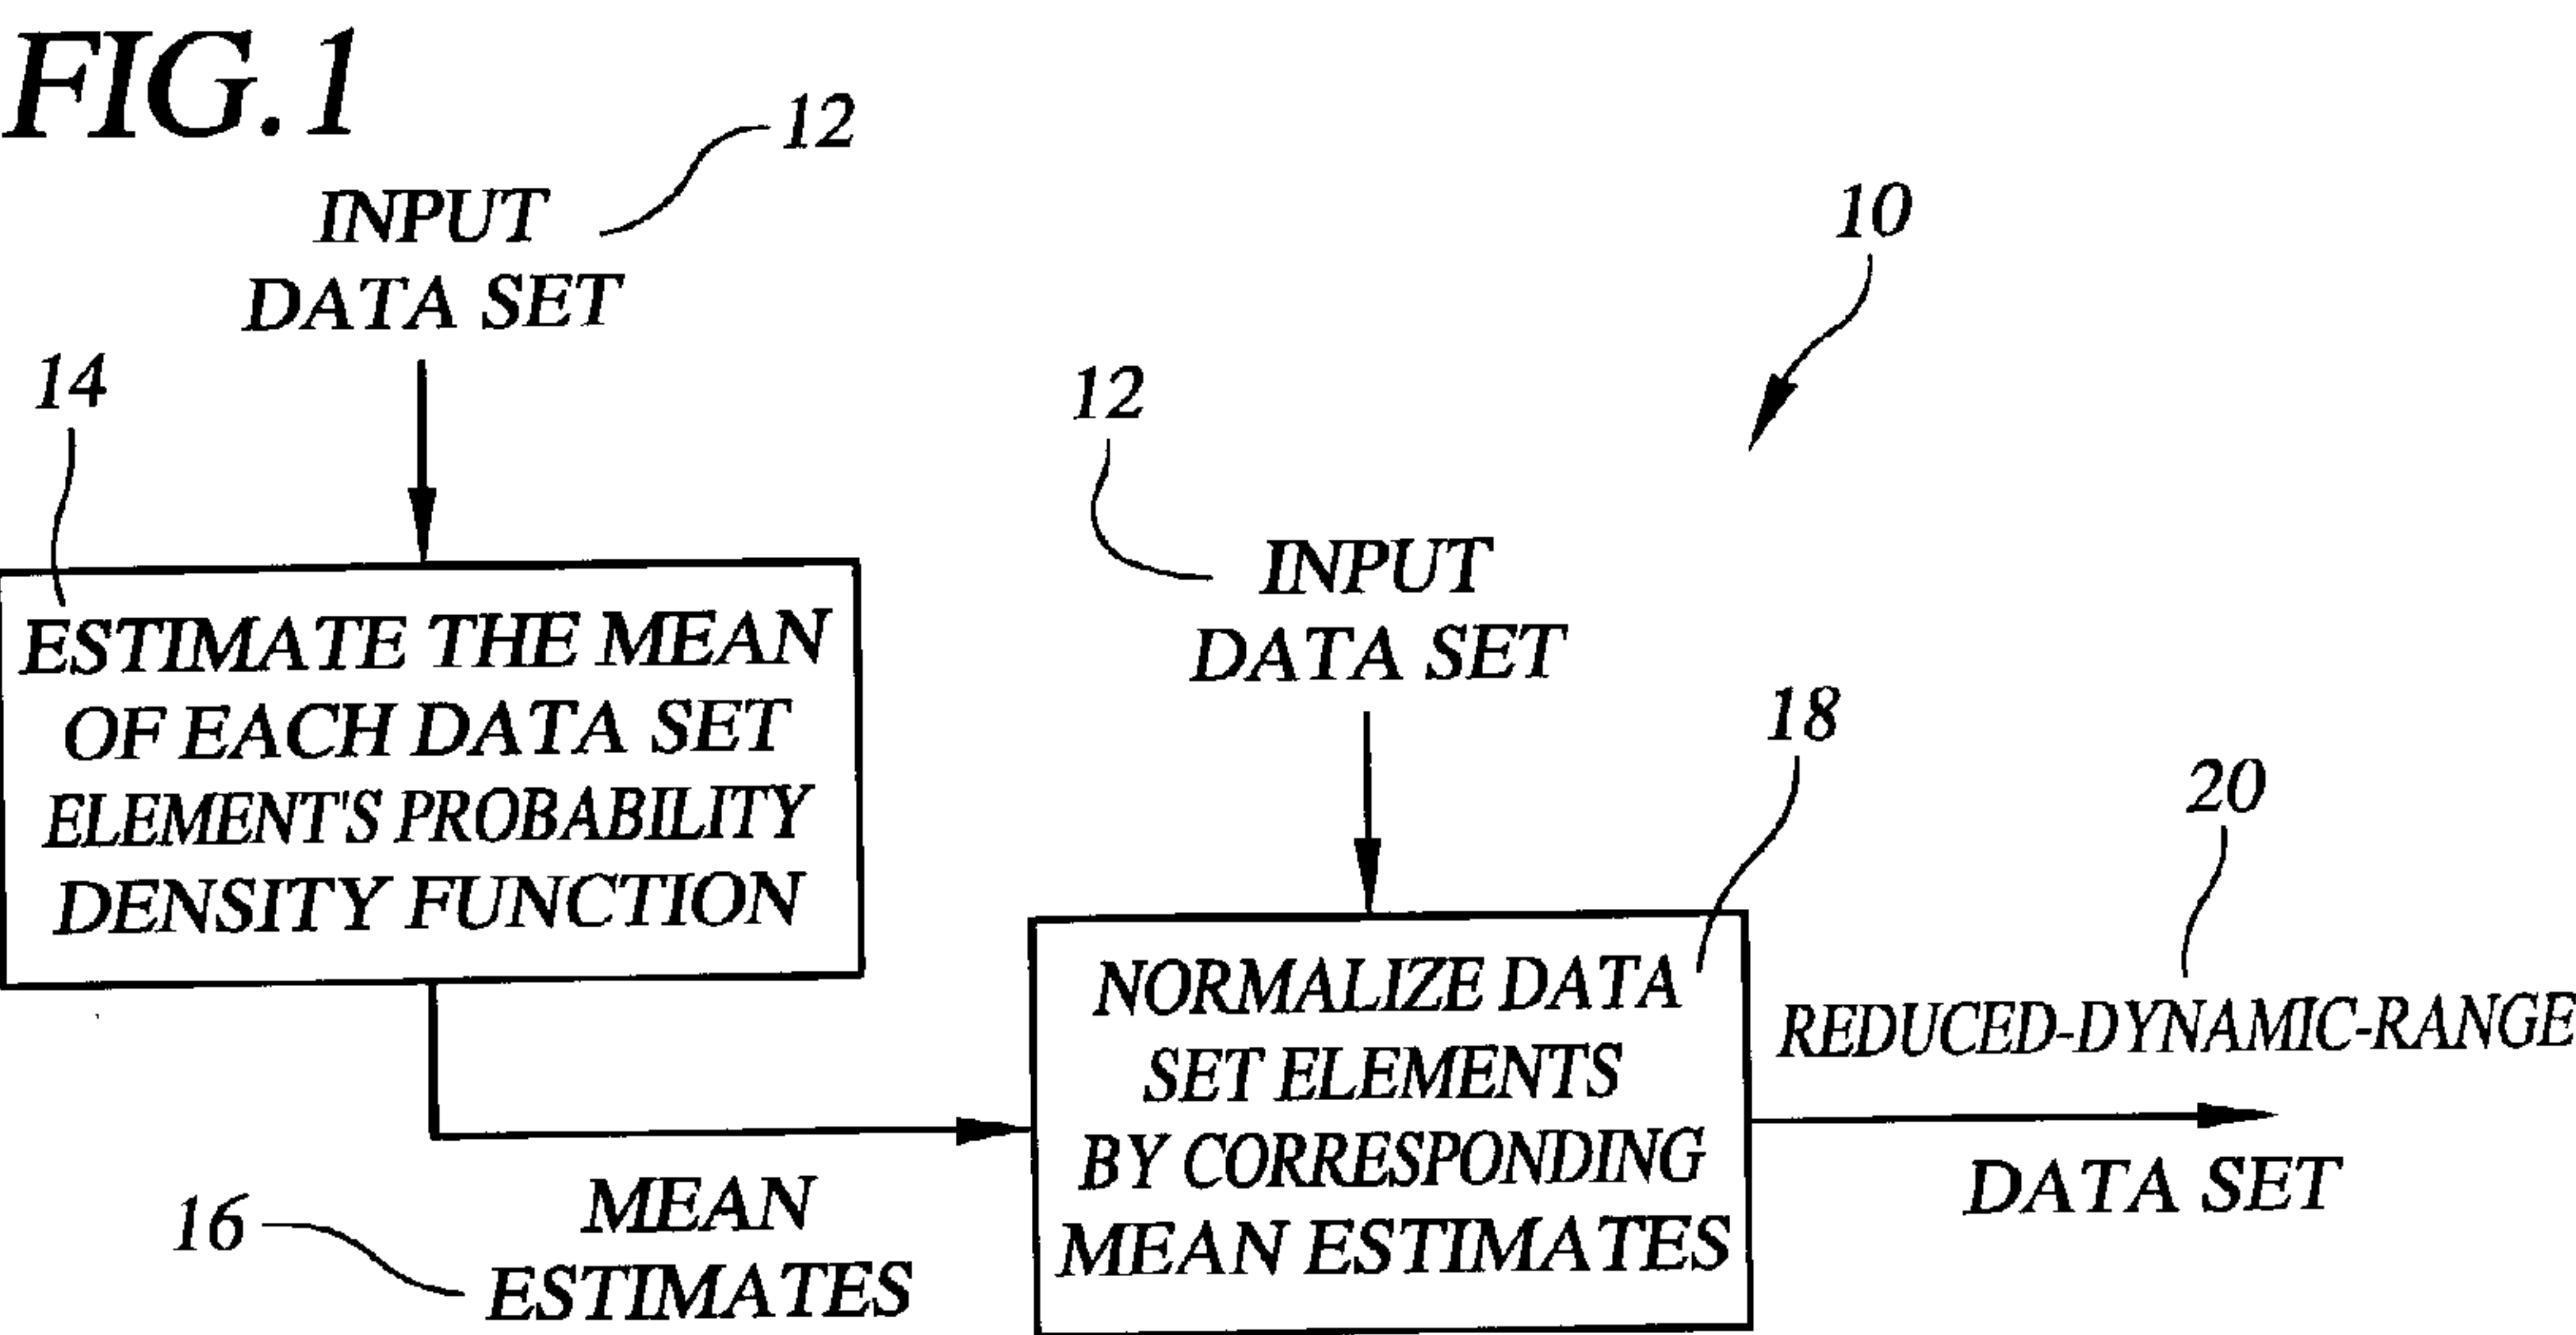 FIG.1
12
INPUT
DATA SET
10
14
12
ESTIMATE THE MEAN
OF EACH DATA SET
ELEMENT'S PROBABILITY
DENSITY FUNCTION
INPUT
DATA SET
18
20
NORMALIZE DATA
SET ELEMENTS
BY CORRESPONDING
MEAN ESTIMATES
REDUCED-DYNAMIC-RANGE
DATA SET
16
MEAN
ESTIMATES